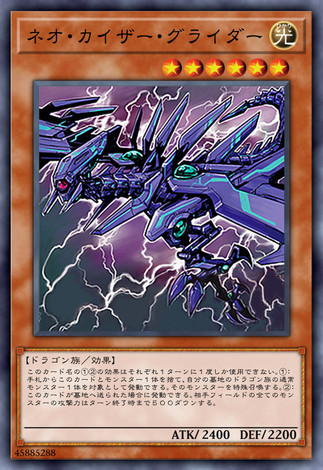 ネオ・カイザー・グライダー
光
【ドラゴン族/効果】
このカード名の①②の効果はそれぞれ1ターンに1度しか使用できない。①:
手札からこのカードとモンスター1体を捨て、自分の墓地のドラゴン族の通常
モンスター1体を対象として発動できる。そのモンスターを特殊召喚する。②:
このカードが墓地へ送られた場合に発動できる。相手フィールドの全てのモン
スターの攻撃力はターン終了時まで500ダウンする。
ATK/ 2400 DEF/2200
45885288